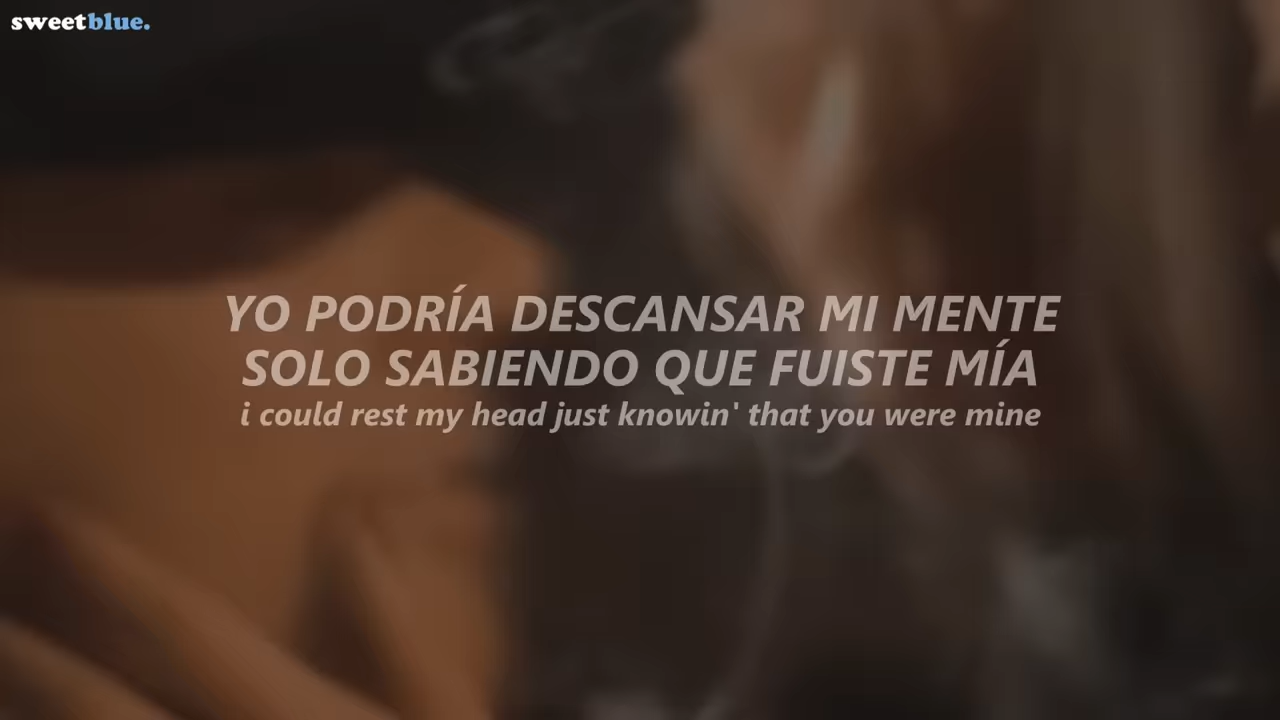 sweetblue.
YO PODRÍA DESCANSAR MI MENTE
SOLO SABIENDO QUE FUISTE MÍA
i could rest my head just knowin' that you were mine